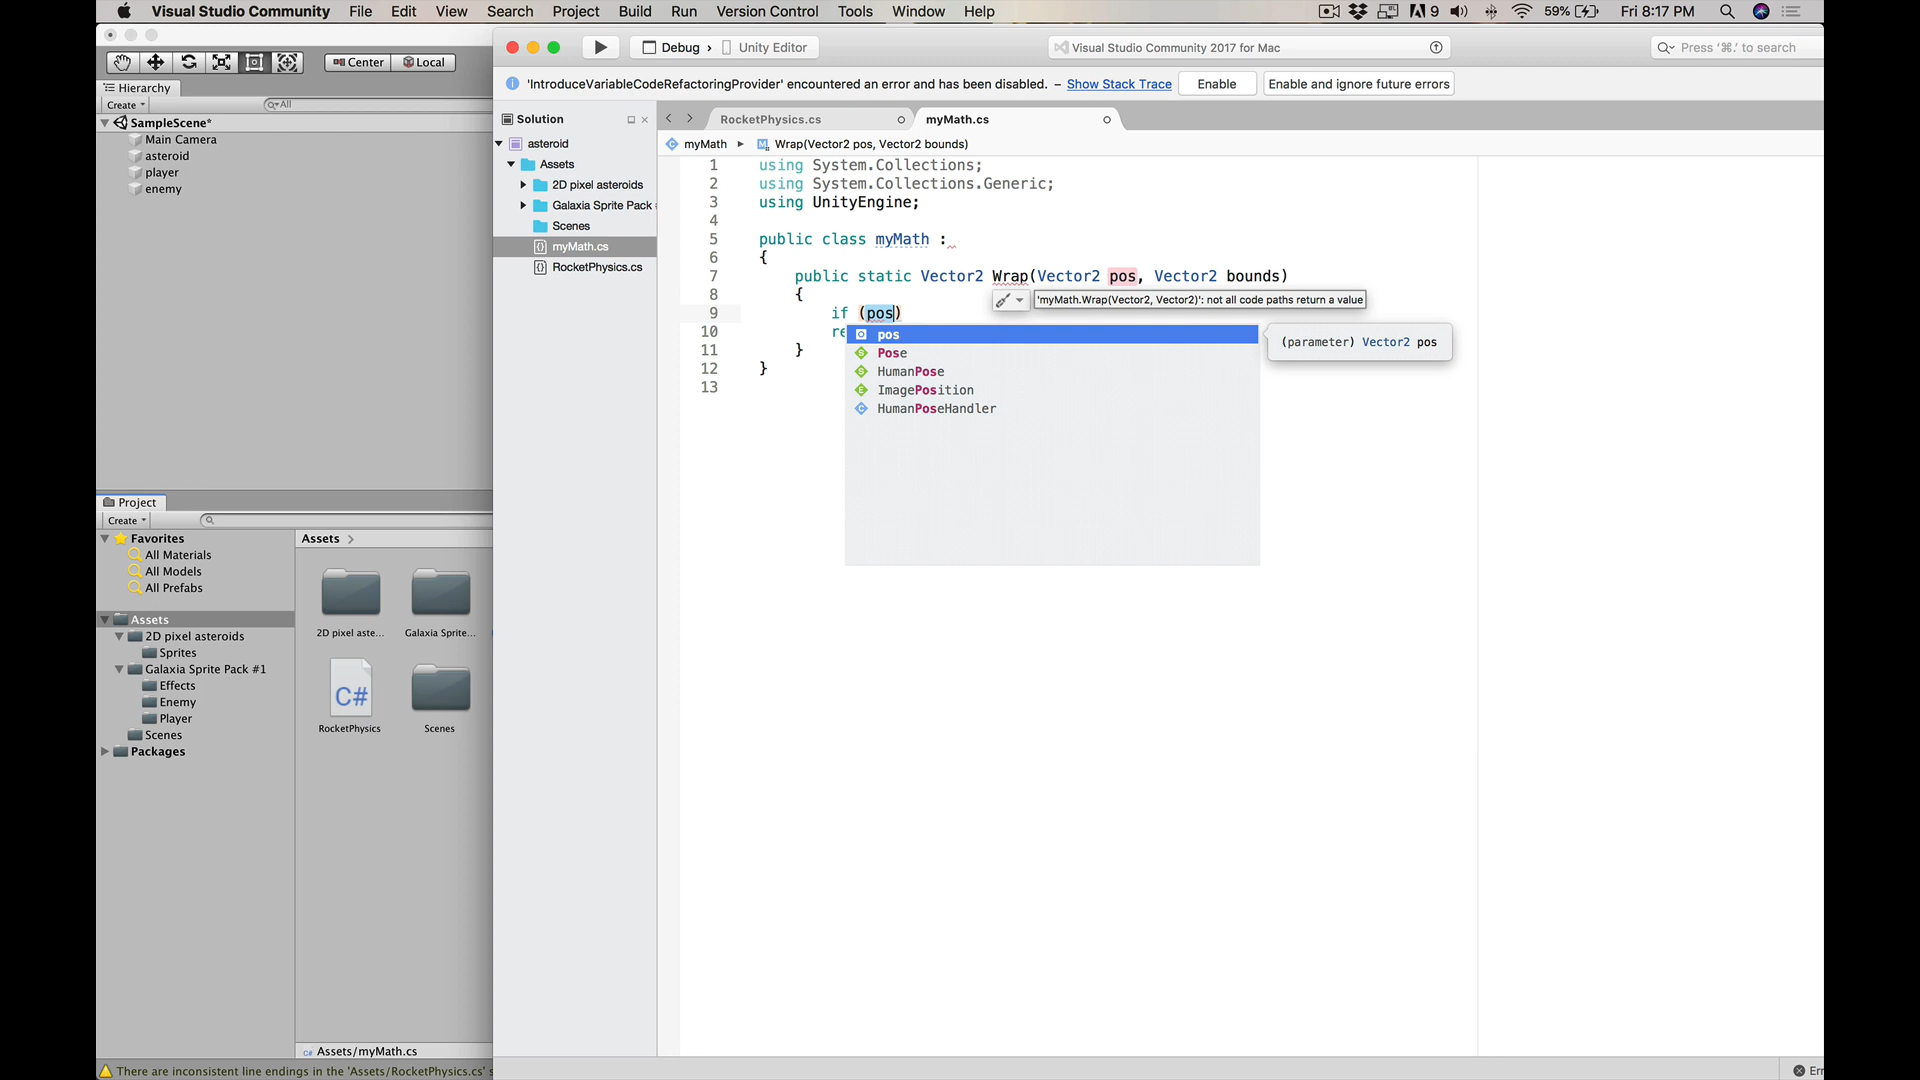 Visual Studio Community File Edit View Search Project Build Run Version Control Tools Window Help 9 59% Fri 8:17 PM
Debug › Unity Editor Visual Studio Community 2017 for Mac Press '⌘.' to search
Center Local
'IntroduceVariableCodeRefactoringProvider' encountered an error and has been disabled. – Show Stack Trace Enable Enable and ignore future errors
Hierarchy
Create All
SampleScene*
Main Camera
asteroid
player
enemy
Solution
asteroid
Assets
2D pixel asteroids
Galaxia Sprite Pack
Scenes
myMath.cs
RocketPhysics.cs
RocketPhysics.cs myMath.cs
myMath ▸ Wrap(Vector2 pos, Vector2 bounds)
1 using System.Collections;
2 using System.Collections.Generic;
3 using UnityEngine;
4
5 public class myMath :
6 {
7 public static Vector2 Wrap(Vector2 pos, Vector2 bounds)
8 {
'myMath.Wrap(Vector2, Vector2)': not all code paths return a value
9 if (pos)
10 re
11 }
12 }
13
pos
Pose
HumanPose
ImagePosition
HumanPoseHandler
(parameter) Vector2 pos
Project
Create
Favorites
All Materials
All Models
All Prefabs
Assets
2D pixel asteroids
Sprites
Galaxia Sprite Pack #1
Effects
Enemy
Player
Scenes
Packages
Assets
2D pixel aste... Galaxia Sprite...
C#
RocketPhysics Scenes
C# Assets/myMath.cs
There are inconsistent line endings in the 'Assets/RocketPhysics.cs' s
Err